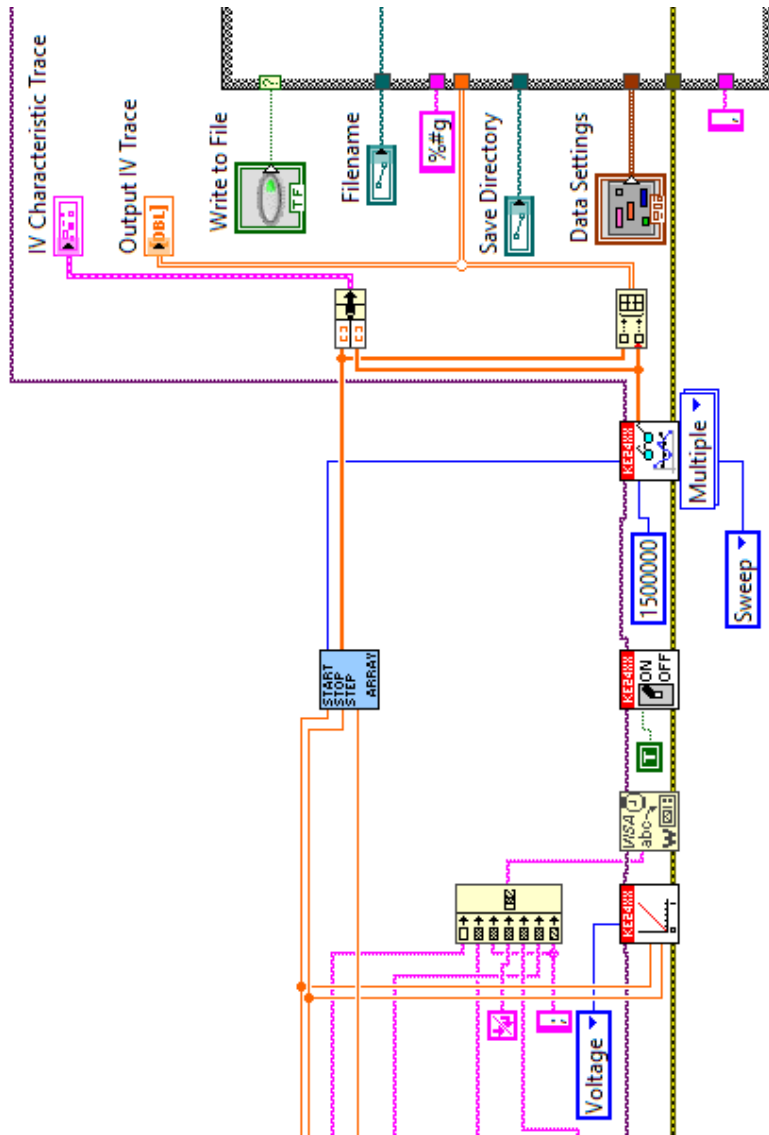 IV Characteristic Trace
Output IV Trace
DBL]
Write to File
TF
?
Filename
%#g
Save Directory
Data Settings
,
START
STOP
STEP
ARRAY
KE24XX
Multiple
1500000
Sweep
KE24XX
ON
OFF
T
VISA
abc
W
KE24XX
Voltage
;